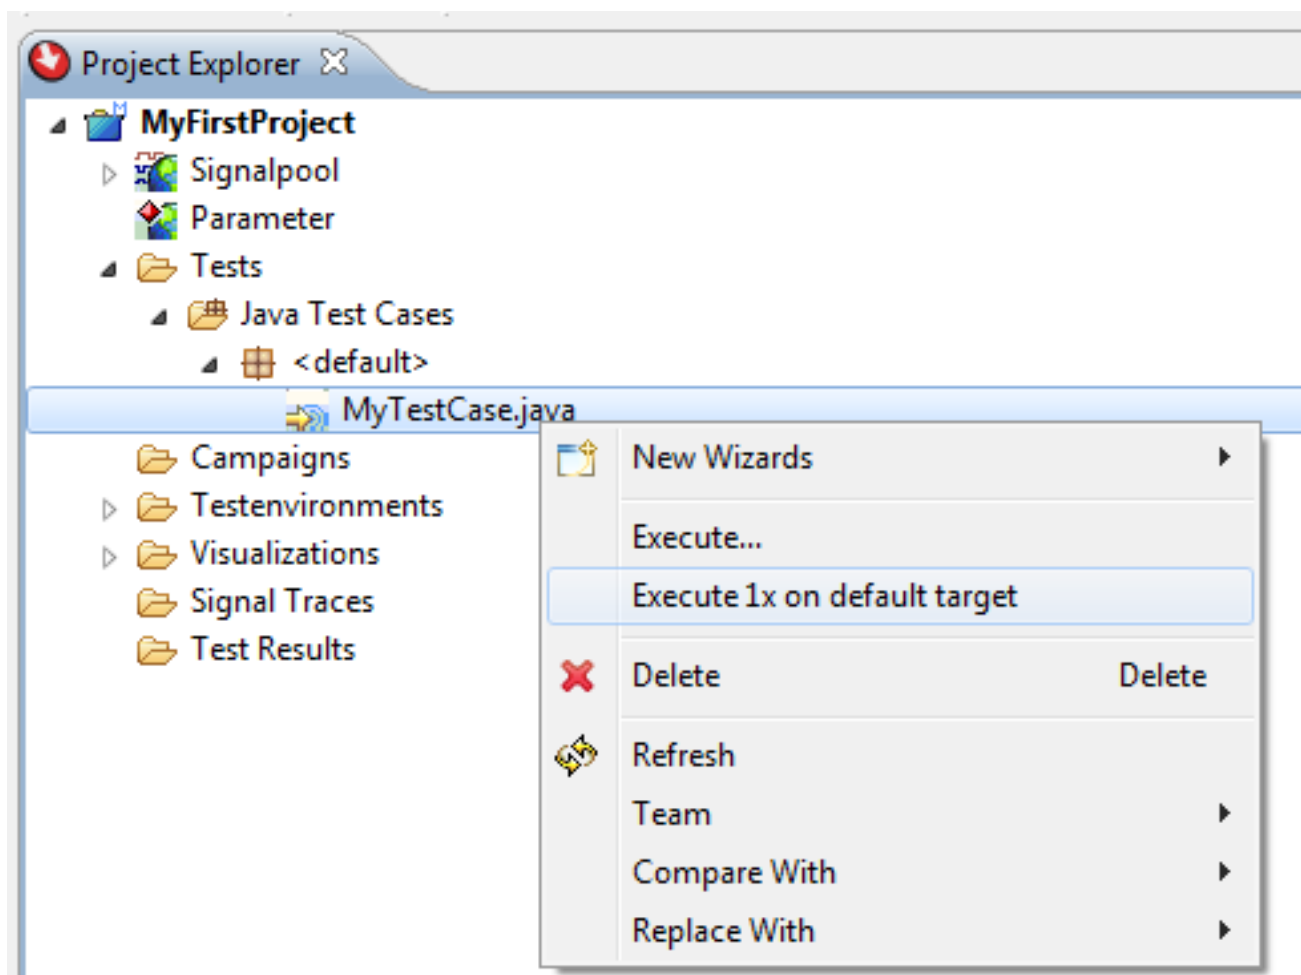 Project Explorer
MyFirstProject
Signalpool
Parameter
Tests
Java Test Cases
<default>
MyTestCase.java
Campaigns
Testenvironments
Visualizations
Signal Traces
Test Results
New Wizards
Execute...
Execute 1x on default target
Delete Delete
Refresh
Team
Compare With
Replace With